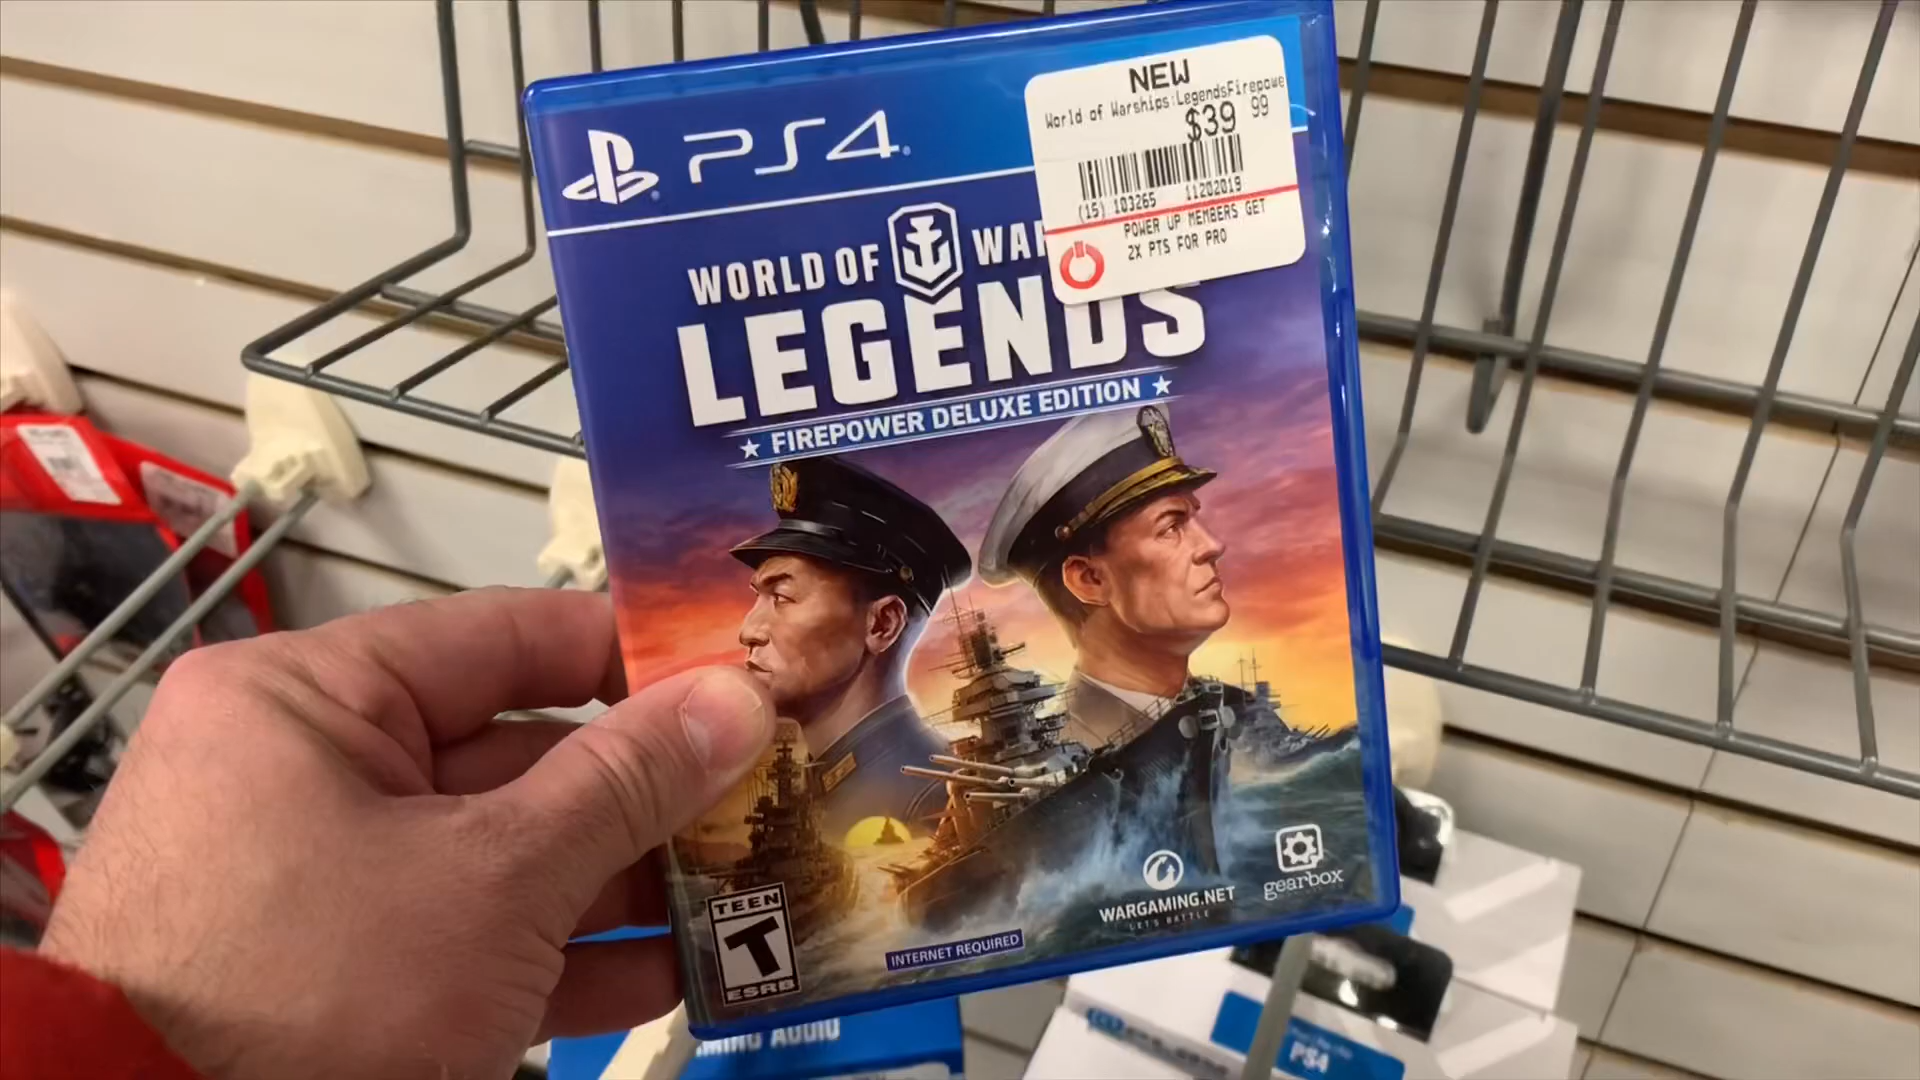 NEW
World of Warships:LegendsFirepowe
$39 99
(15) 103265 11202019
POWER UP MEMBERS GET
2X PTS FOR PRO
PS4
WORLD OF WAR
LEGENDS
FIREPOWER DELUXE EDITION
WARGAMING.NET
LET'S BATTLE
gearbox
TEEN
T
ESRB
INTERNET REQUIRED
AUDIO
PS4